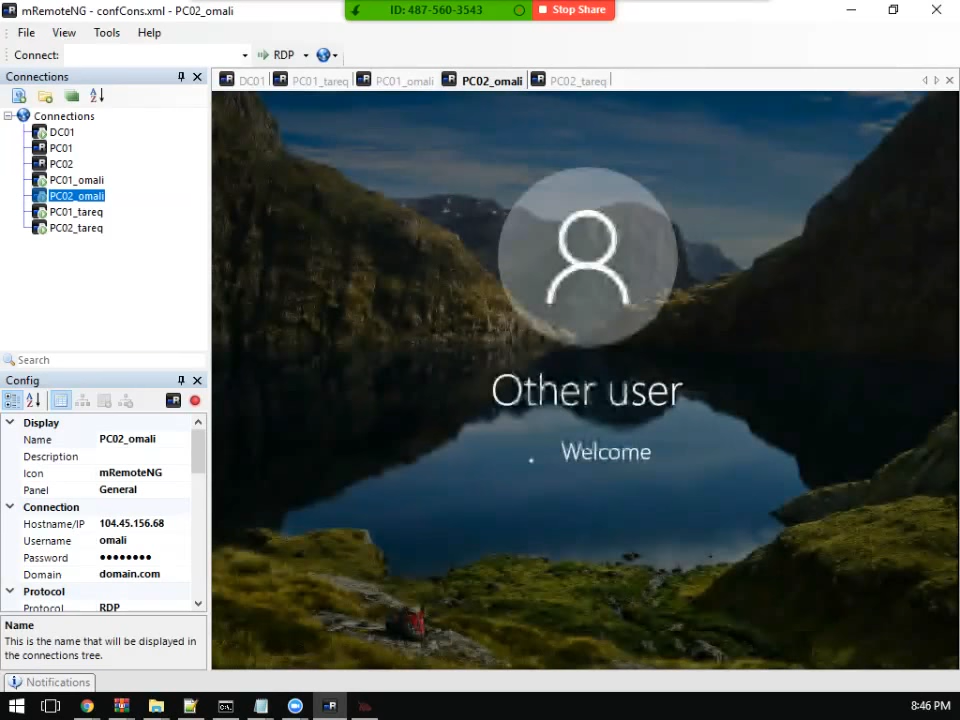 mRemoteNG - confCons.xml - PC02_omali
ID: 487-560-3543
Stop Share
File View Tools Help
Connect: RDP
Connections
DC01 PC01_tareq PC01_omali PC02_omali PC02_tareq
Connections
DC01
PC01
PC02
PC01_omali
PC02_omali
PC01_tareq
PC02_tareq
Search
Config
Display
Name PC02_omali
Description
Icon mRemoteNG
Panel General
Connection
Hostname/IP 104.45.156.68
Username omali
Password ●●●●●●●●
Domain domain.com
Protocol
Protocol RDP
Name
This is the name that will be displayed in
the connections tree.
Notifications
Other user
Welcome
8:46 PM